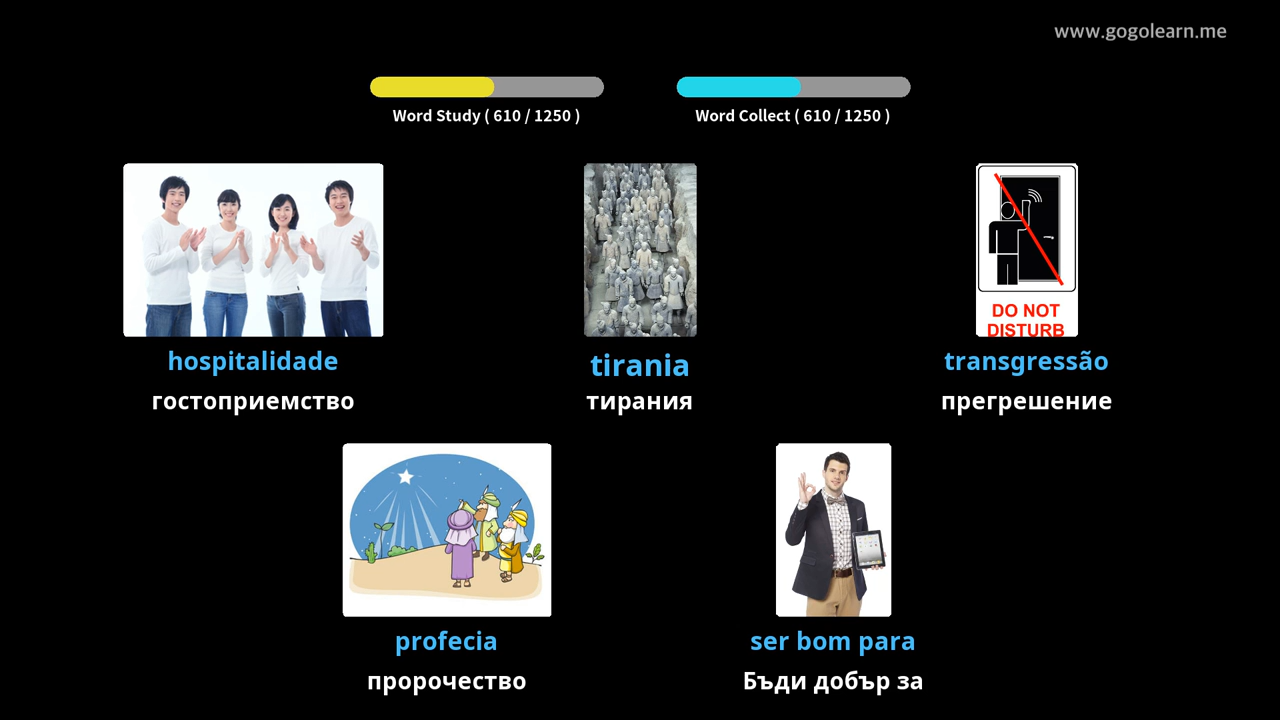 www.gogolearn.me
Word Study ( 610 / 1250 )
Word Collect ( 610 / 1250 )
DO NOT
DISTURB
hospitalidade
tirania
transgressão
гостоприемство
тирания
прегрешение
profecia
ser bom para
пророчество
Бъди добър за